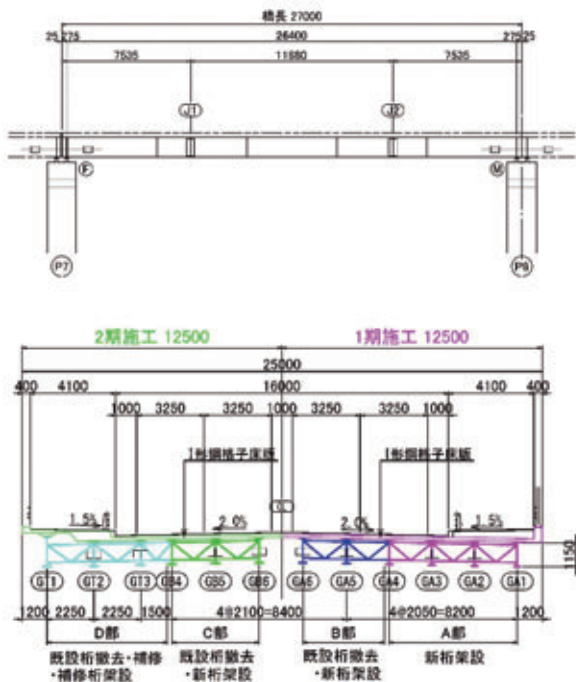 橋長 27000
25 275 26400 275 25
7535 11880 7535
J1 J2
F M
P7 P8
2期施工 12500 1期施工 12500
25000
400 4100 16000 4100 400
1000 3250 3250 1000 3250 3250 1000
I形鋼格子床版 I形鋼格子床版
1.5% 2.0% 2.0% 1.5%
1150
GT1 GT2 GT3 GB4 GB5 GB6 GA6 GA5 GA4 GA3 GA2 GA1
1200 2250 2250 1500 4@2100=8400 4@2050=8200 200
D部 C部 B部 A部
既設桁撤去・補修 既設桁撤去 既設桁撤去 新桁架設
・補修桁架設 ・新桁架設 ・新桁架設